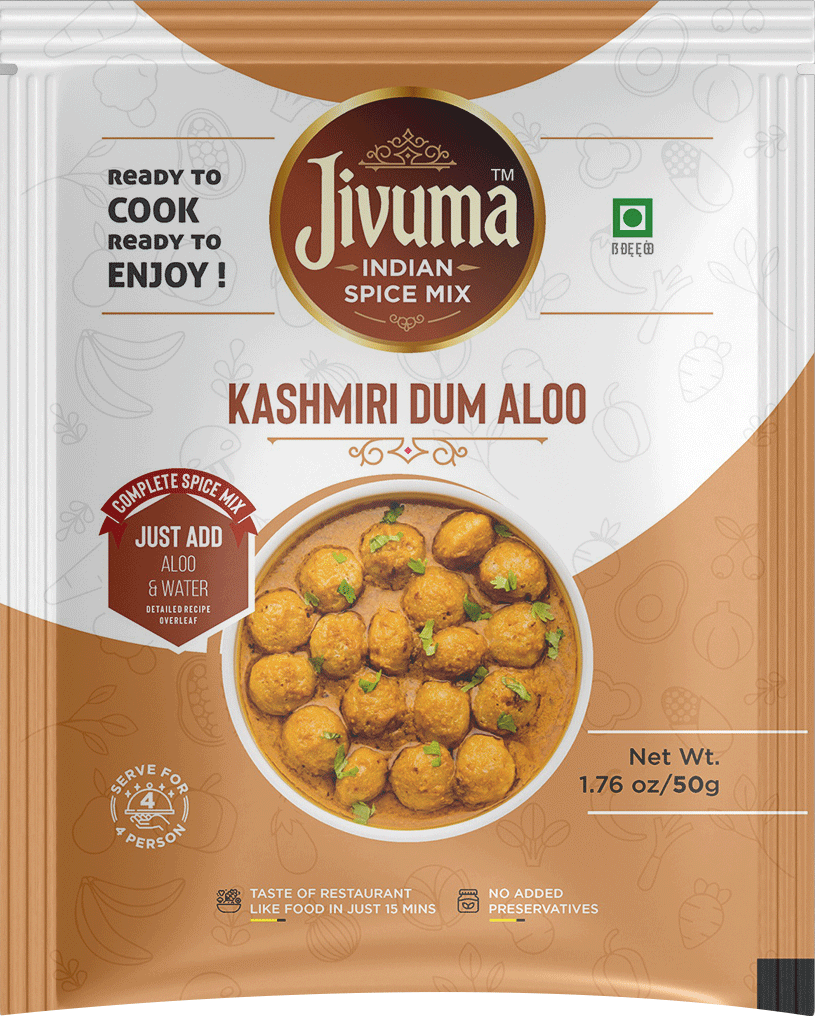 READY TO
COOK
READY TO
ENJOY !
Jivuma™
INDIAN
SPICE MIX
KASHMIRI DUM ALOO
COMPLETE SPICE MIX
JUST ADD
ALOO
& WATER
DETAILED RECIPE
OVERLEAF
Net Wt.
1.76 oz/50g
SERVE FOR
4
4 PERSON
TASTE OF RESTAURANT
LIKE FOOD IN JUST 15 MINS
NO ADDED
PRESERVATIVES